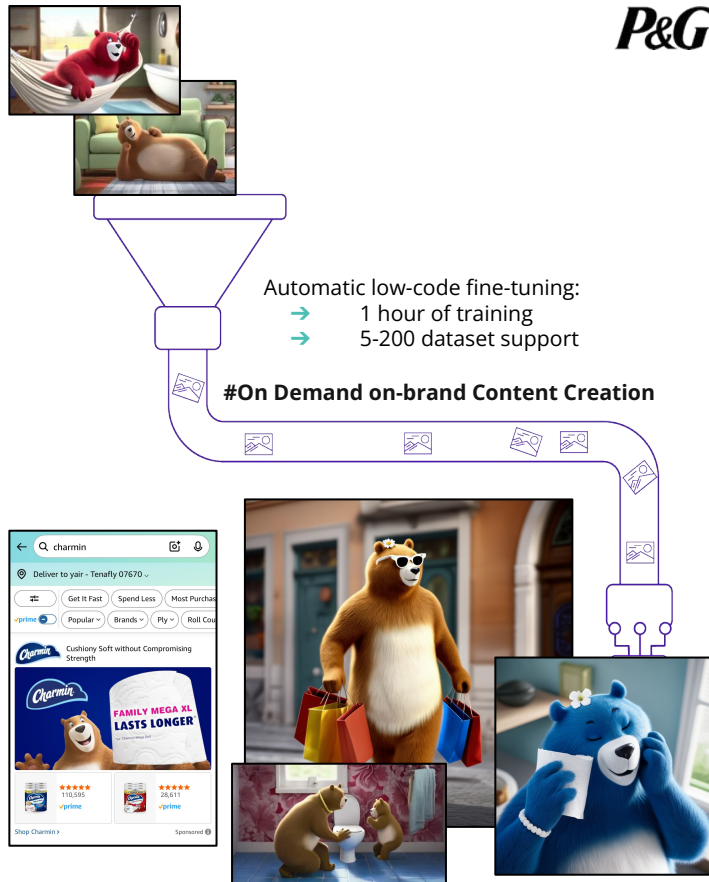 P&G
Automatic low-code fine-tuning:
➔ 1 hour of training
➔ 5-200 dataset support
#On Demand on-brand Content Creation
charmin
Deliver to yair - Tenafly 07670
Get It Fast Spend Less Most Purchas
prime Popular Brands Ply Roll Cou
Charmin
Cushiony Soft without Compromising
Strength
Charmin
FAMILY MEGA XL
LASTS LONGER
110,595
prime
28,611
prime
Shop Charmin >
Sponsored